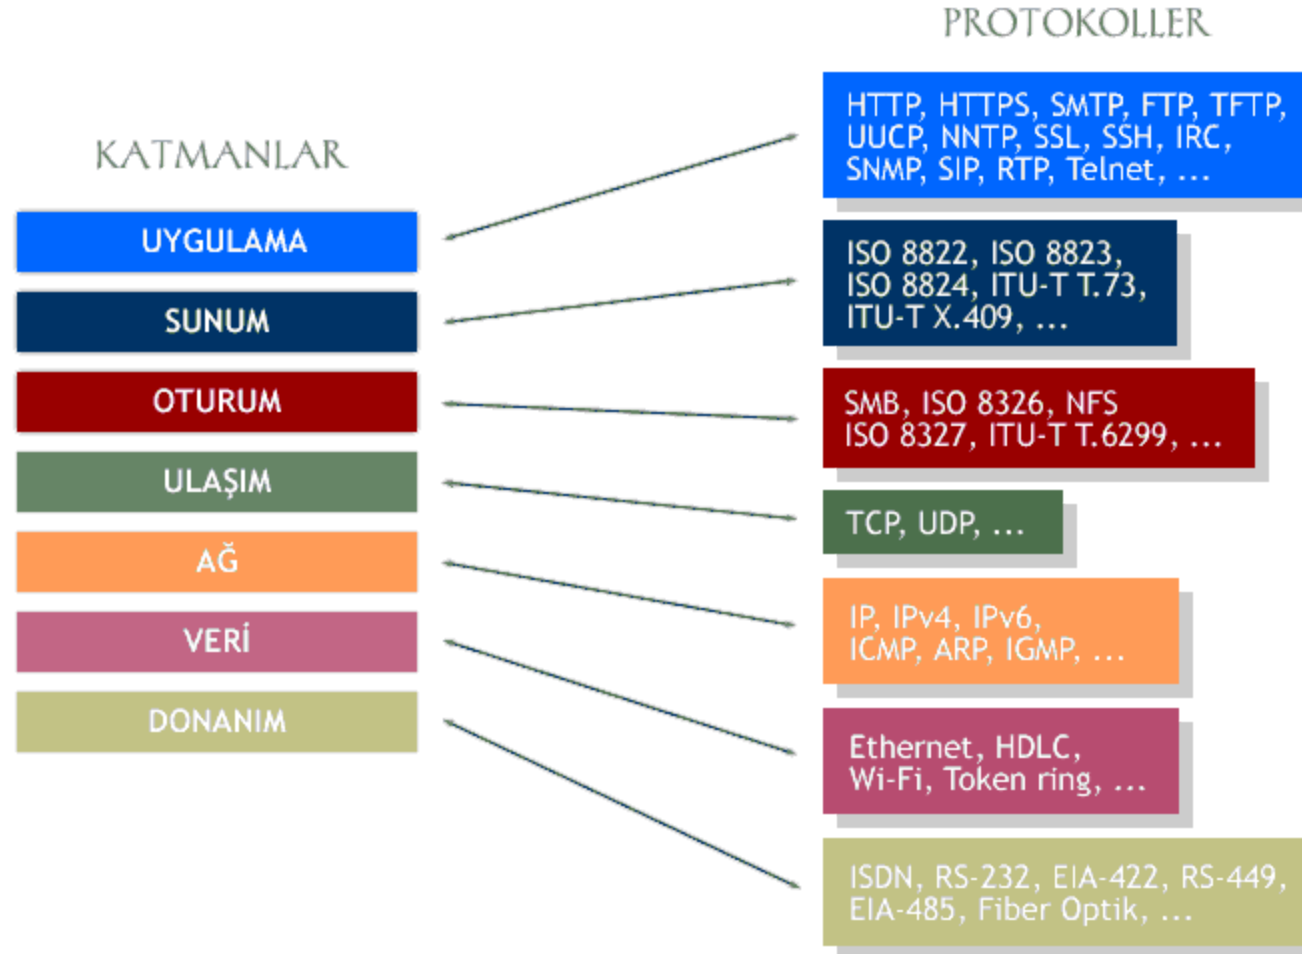 PROTOKOLLER
KATMANLAR
UYGULAMA
SUNUM
OTURUM
ULAŞIM
AĞ
VERİ
DONANIM
HTTP, HTTPS, SMTP, FTP, TFTP,
UUCP, NNTP, SSL, SSH, IRC,
SNMP, SIP, RTP, Telnet, ...
ISO 8822, ISO 8823,
ISO 8824, ITU-T T.73,
ITU-T X.409, ...
SMB, ISO 8326, NFS
ISO 8327, ITU-T T.6299, ...
TCP, UDP, ...
IP, IPv4, IPv6,
ICMP, ARP, IGMP, ...
Ethernet, HDLC,
Wi-Fi, Token ring, ...
ISDN, RS-232, EIA-422, RS-449,
EIA-485, Fiber Optik, ...